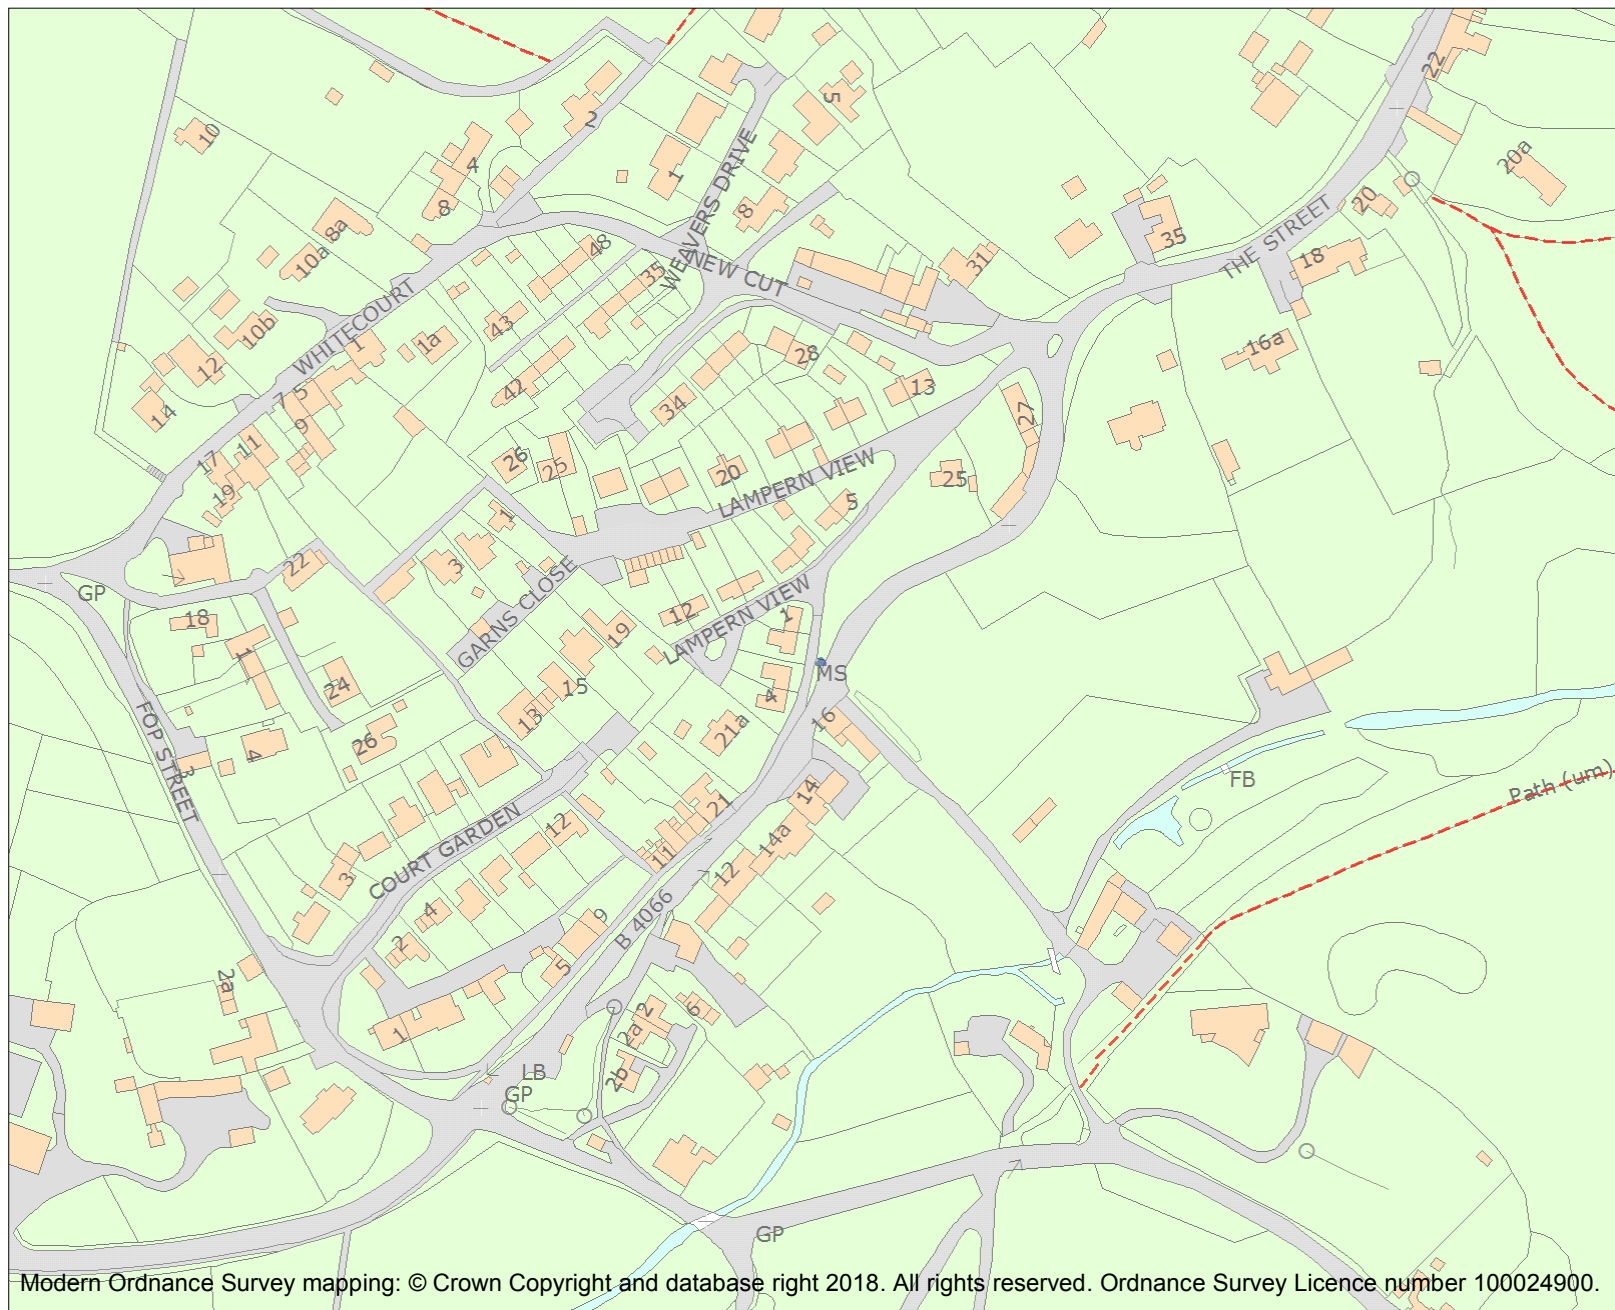 22
5
2
10
4
1
20a
WEAVERS DRIVE
8
8
20
8a
48
THE STREET
35
10a
35
31
18
NEW CUT
WHITECOURT
43
10b
1
1a
16a
28
12
42
13
7 5
14
34
27
9
11
26
25
20
LAMPERN VIEW
25
17
19
5
1
22
3
GARNS CLOSE
GP
12
LAMPERN VIEW
18
1
19
1
MS
24
15
4
FOP STREET
13
16
21a
26
4
3
FB
Path (um)
14
21
12
14a
COURT GARDEN
11
3
12
4
9
B 4066
2
5
2a
2
6
2a
1
LB
2b
GP
GP
Modern Ordnance Survey mapping: © Crown Copyright and database right 2018. All rights reserved. Ordnance Survey Licence number 100024900.